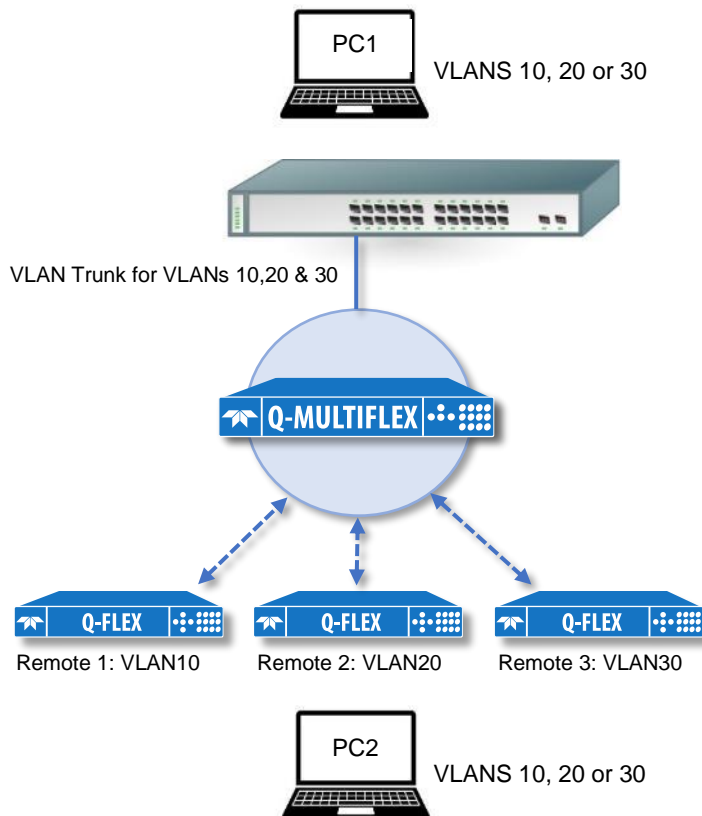 PC1
VLANS 10, 20 or 30
VLAN Trunk for VLANs 10,20 & 30
Q-MULTIFLEX
Q-FLEX
Q-FLEX
Q-FLEX
Remote 1: VLAN10
Remote 2: VLAN20
Remote 3: VLAN30
PC2
VLANS 10, 20 or 30